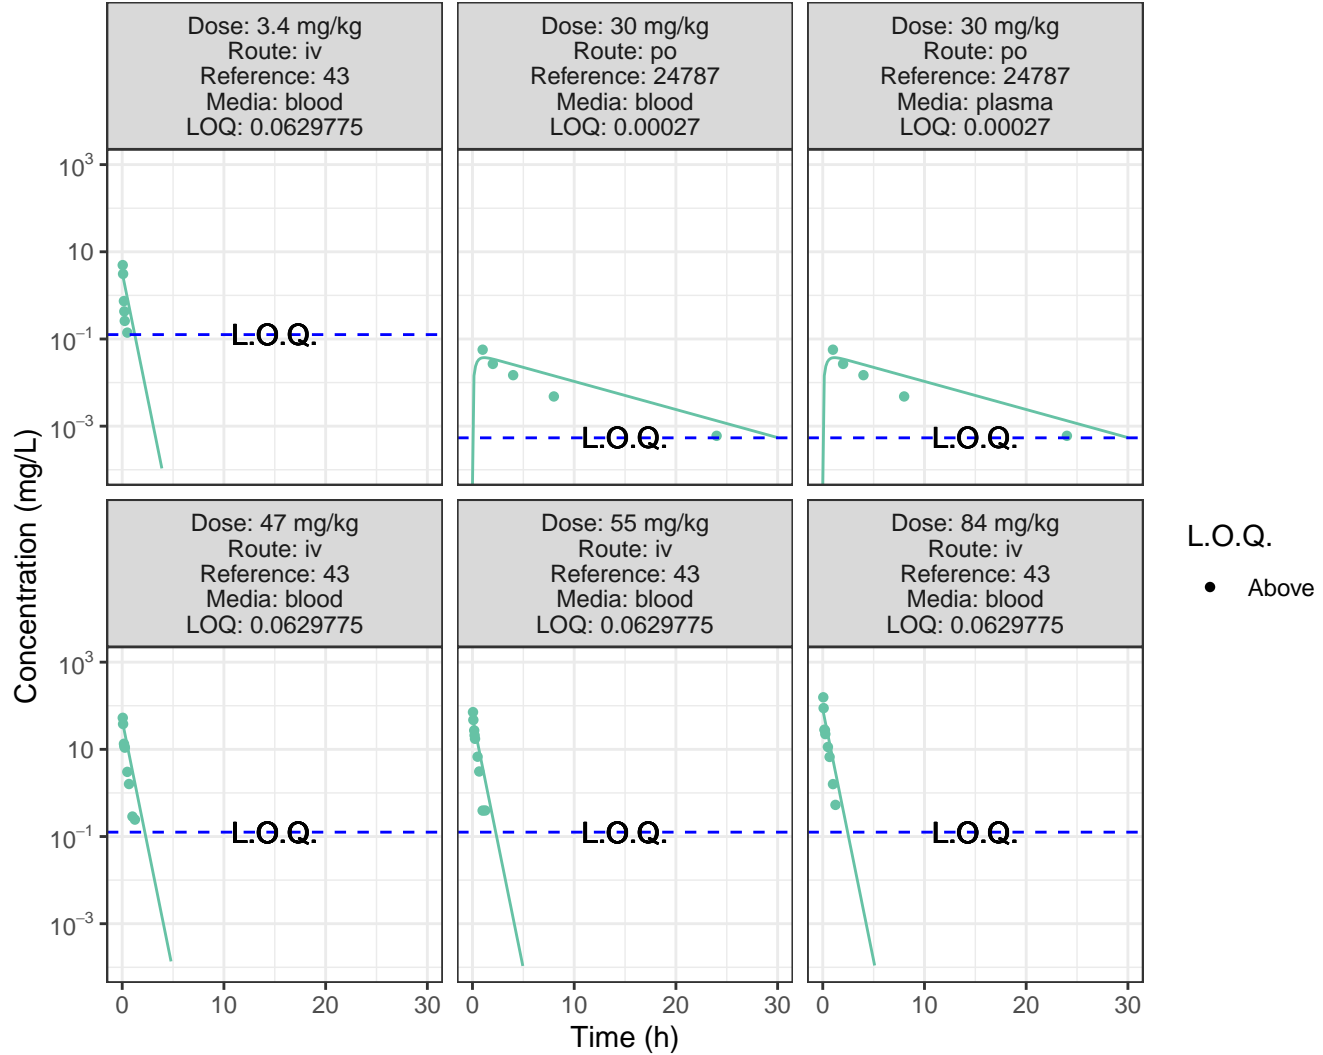 Dose: 3.4 mg/kg
Route: iv
Reference: 43
Media: blood
LOQ: 0.0629775
Dose: 30 mg/kg
Route: po
Reference: 24787
Media: blood
LOQ: 0.00027
Dose: 30 mg/kg
Route: po
Reference: 24787
Media: plasma
LOQ: 0.00027
10³
10
10⁻¹
10⁻³
L.O.Q.
L.O.Q.
L.O.Q.
Dose: 47 mg/kg
Route: iv
Reference: 43
Media: blood
LOQ: 0.0629775
Dose: 55 mg/kg
Route: iv
Reference: 43
Media: blood
LOQ: 0.0629775
Dose: 84 mg/kg
Route: iv
Reference: 43
Media: blood
LOQ: 0.0629775
10³
10
10⁻¹
10⁻³
L.O.Q.
L.O.Q.
L.O.Q.
0 10 20 30
0 10 20 30
0 10 20 30
Time (h)
Concentration (mg/L)
L.O.Q.
Above